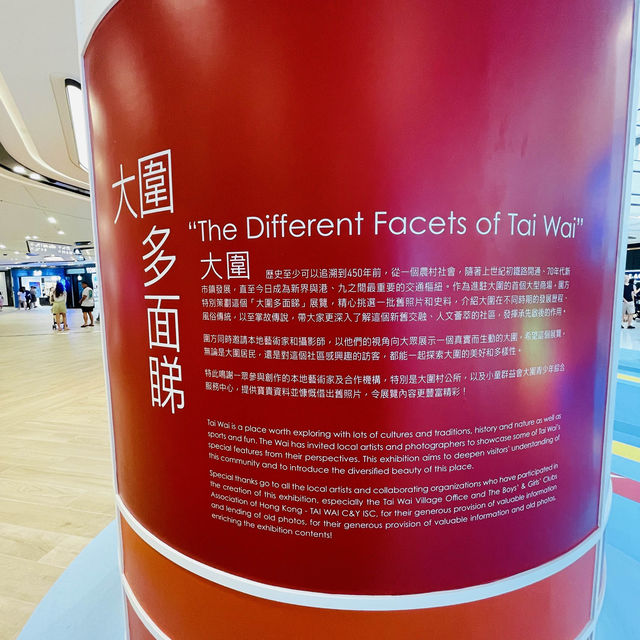 大圍多面睇
“The Different Facets of Tai Wai”
大圍 歷史至少可以追溯到450年前，從一個農村社會，隨著上世紀初鐵路開通、70年代新
市鎮發展，直至今日成為新界與港、九之間最重要的交通樞紐。作為進駐大圍的首個大型商場，圍方
特別策劃這個「大圍多面睇」展覽，精心挑選一批舊照片和史料，介紹大圍在不同時期的發展歷程、
風俗傳統，以至掌故傳說，帶大家更深入了解這個新舊交融、人文薈萃的社區，發揮承先啟後的作用。
圍方同時邀請本地藝術家和攝影師，以他們的視角向大眾展示一個真實而生動的大圍，希望這個展覽，
無論是大圍居民，還是對這個社區感興趣的訪客，都能一起探索大圍的美好和多樣性。
特此鳴謝一眾參與創作的本地藝術家及合作機構，特別是大圍村公所，以及小童群益會大圍青少年綜合
服務中心，提供寶貴資料並慷慨借出舊照片，令展覽內容更豐富精彩！
Tai Wai is a place worth exploring with lots of cultures and traditions, history and nature as well as
sports and fun. The Wai has invited local artists and photographers to showcase some of Tai Wai's
special features from their perspectives. This exhibition aims to deepen visitors' understanding of
this community and to introduce the diversified beauty of this place.
Special thanks go to all the local artists and collaborating organizations who have participated in
the creation of this exhibition, especially the Tai Wai Village Office and The Boys' & Girls' Clubs
Association of Hong Kong - TAI WAI C&Y ISC, for their generous provision of valuable information
and lending of old photos, for their generous provision of valuable information and old photos,
enriching the exhibition contents!